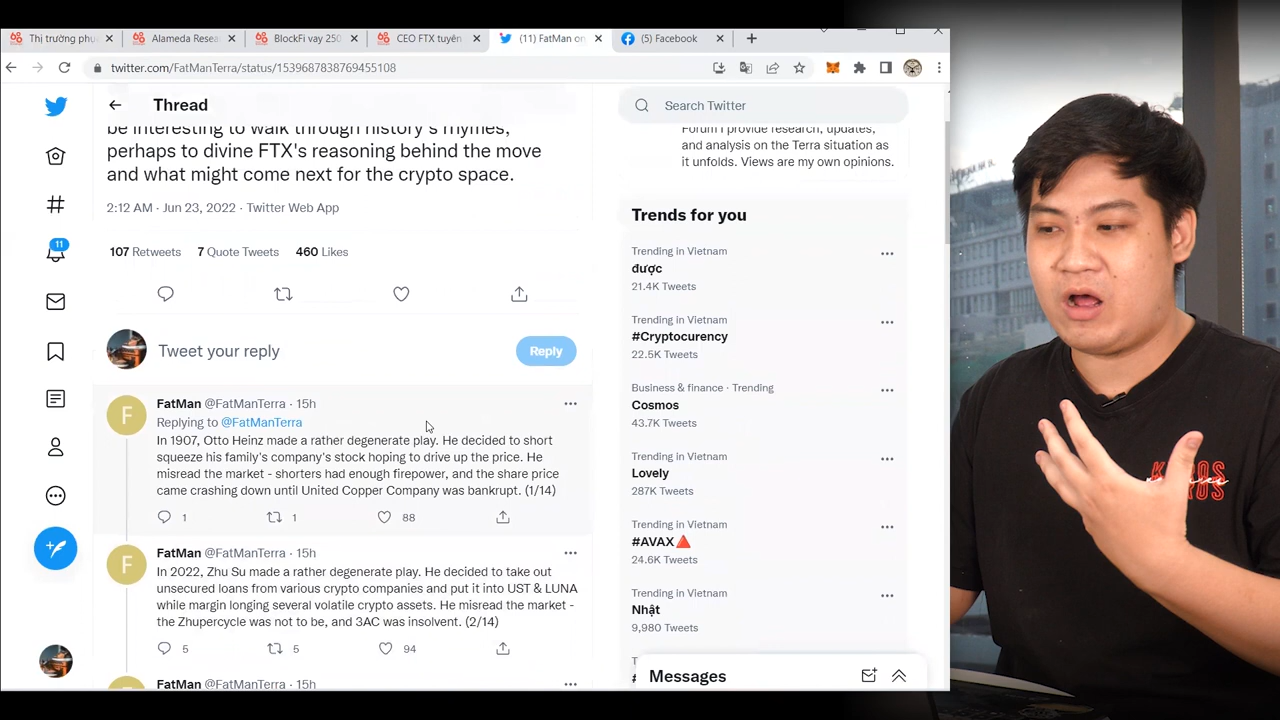 Thị trường phụ
Alameda Resea
BlockFi vay 250
CEO FTX tuyên
(11) FatMan on
(5) Facebook
twitter.com/FatManTerra/status/1539687838769455108
Thread
be interesting to walk through history's rhymes,
perhaps to divine FTX's reasoning behind the move
and what might come next for the crypto space.
2:12 AM · Jun 23, 2022 · Twitter Web App
107 Retweets 7 Quote Tweets 460 Likes
11
Tweet your reply
Reply
F
FatMan @FatManTerra · 15h
Replying to @FatManTerra
In 1907, Otto Heinz made a rather degenerate play. He decided to short
squeeze his family's company's stock hoping to drive up the price. He
misread the market - shorters had enough firepower, and the share price
came crashing down until United Copper Company was bankrupt. (1/14)
1 1 88
F
FatMan @FatManTerra · 15h
In 2022, Zhu Su made a rather degenerate play. He decided to take out
unsecured loans from various crypto companies and put it into UST & LUNA
while margin longing several volatile crypto assets. He misread the market -
the Zhupercycle was not to be, and 3AC was insolvent. (2/14)
5 5 94
FatMan @FatManTerra · 15h
Search Twitter
Forum I provide research, updates,
and analysis on the Terra situation as
it unfolds. Views are my own opinions.
Trends for you
Trending in Vietnam
được
21.4K Tweets
Trending in Vietnam
#Cryptocurency
22.5K Tweets
Business & finance · Trending
Cosmos
43.7K Tweets
Trending in Vietnam
Lovely
287K Tweets
Trending in Vietnam
#AVAX
24.6K Tweets
Trending in Vietnam
Nhật
9,980 Tweets
Messages